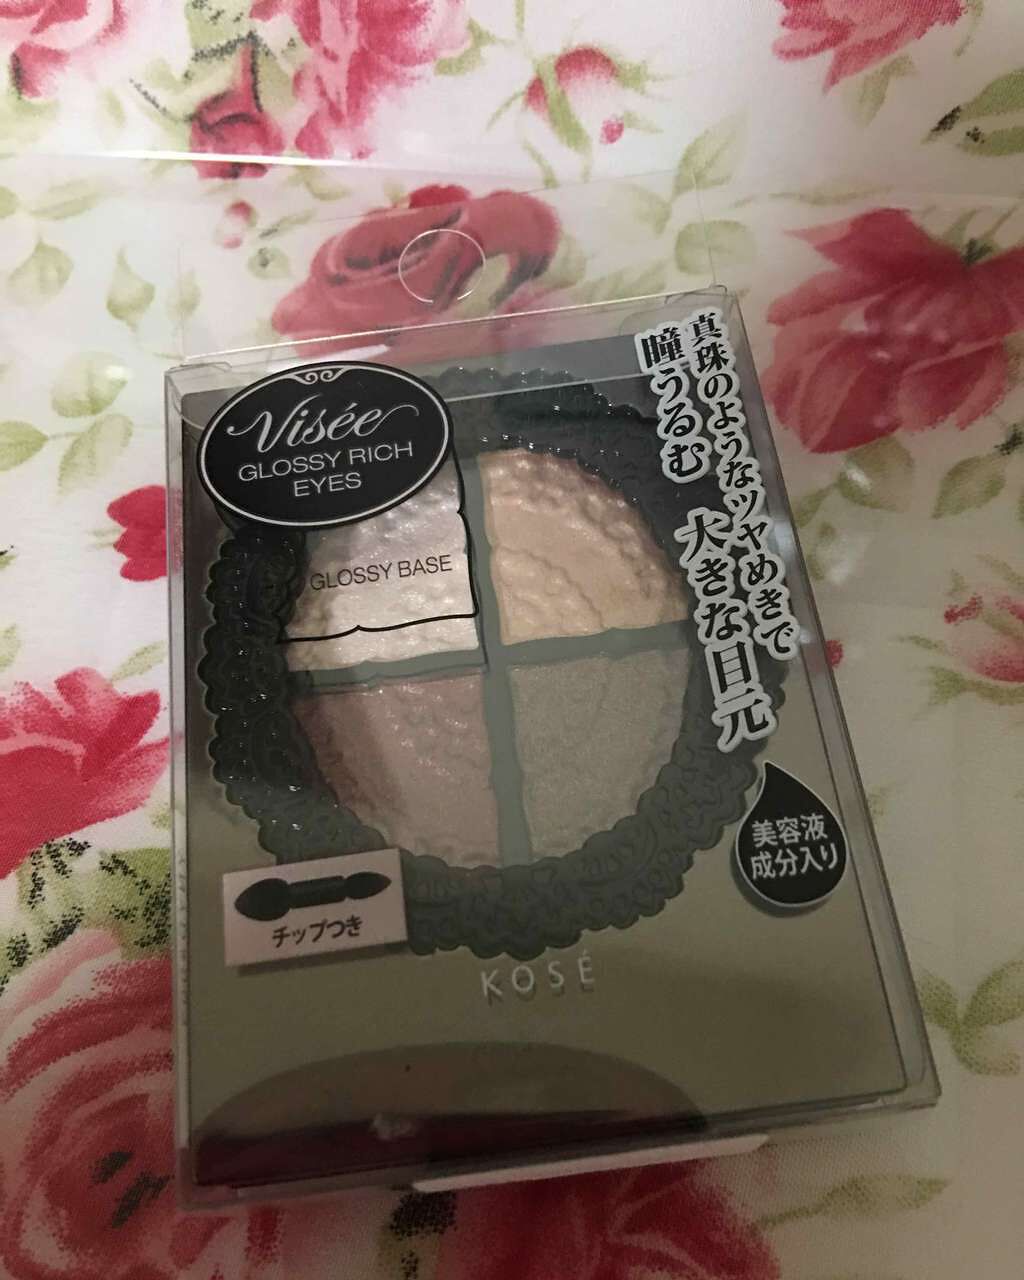 Visée
GLOSSY RICH
EYES
GLOSSY BASE
真珠のようなツヤめきで
瞳うるむ 大きな目元
美容液
成分入り
チップつき
KOSÉ